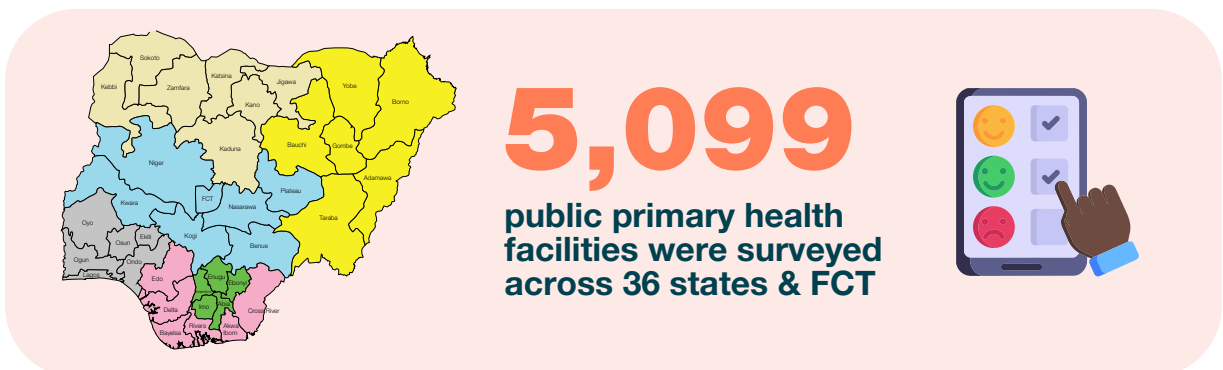 Sokoto
Katsina
Jigawa
Yobe
Borno
Kebbi
Zamfara
Kano
Kaduna
Bauchi
Gombe
Adamawa
Niger
Plateau
FCT
Nasarawa
Kwara
Taraba
Oyo
Kogi
Benue
Osun
Ekiti
Ogun
Ondo
Lagos
Edo
Enugu
Ebonyi
Imo
Abia
Delta
Cross River
Bayelsa
Rivers
Akwa
Ibom
5,099
public primary health
facilities were surveyed
across 36 states & FCT